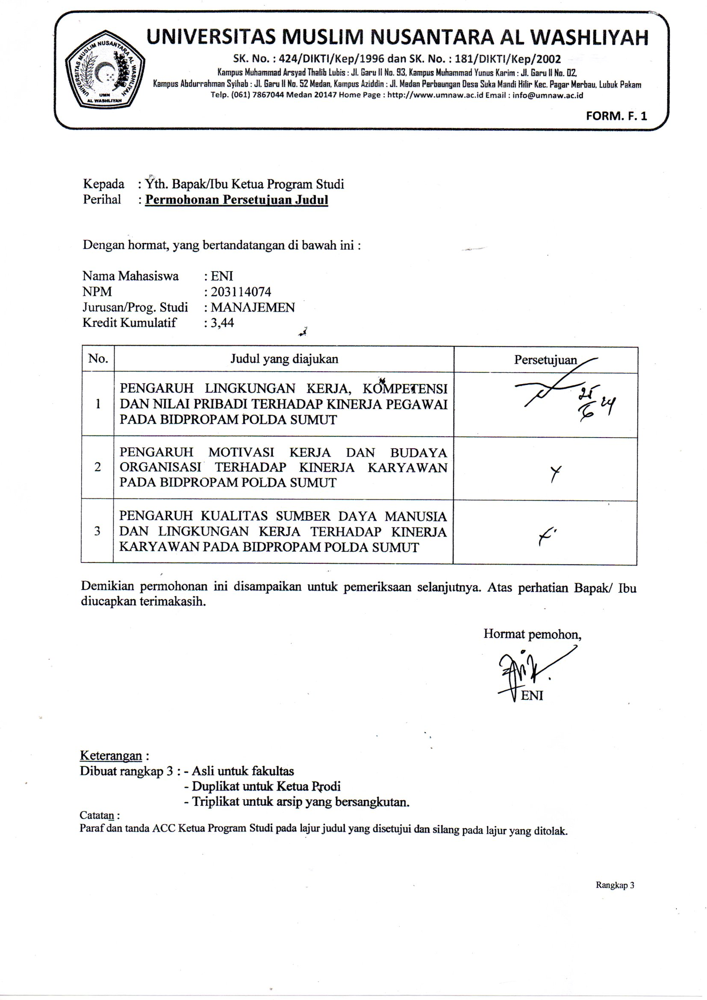 UNIVERSITAS MUSLIM NUSANTARA AL WASHLIYAH
UNIVERSITAS MUSLIM NUSANTARA AL WASHLIYAH
UMN
AL WASHLIYAH
SK. No. : 424/DIKTI/Kep/1996 dan SK. No. : 181/DIKTI/Kep/2002
Kampus Muhammad Arsyad Thalib Lubis : Jl. Garu II No. 93, Kampus Muhammad Yunus Karim : Jl. Garu II No. 02,
Kampus Abdurrahman Syihab : Jl. Garu II No. 52 Medan, Kampus Aziddin : Jl. Medan Perbaungan Desa Suka Mandi Hilir Kec. Pagar Merbau, Lubuk Pakam
Telp. (061) 7867044 Medan 20147 Home Page : http://www.umnaw.ac.id Email : info@umnaw.ac.id
FORM. F. 1
Kepada : Yth. Bapak/Ibu Ketua Program Studi
Perihal : Permohonan Persetujuan Judul
Dengan hormat, yang bertandatangan di bawah ini :
Nama Mahasiswa : ENI
NPM : 203114074
Jurusan/Prog. Studi : MANAJEMEN
Kredit Kumulatif : 3,44
No. Judul yang diajukan Persetujuan
1 PENGARUH LINGKUNGAN KERJA, KOMPETENSI
DAN NILAI PRIBADI TERHADAP KINERJA PEGAWAI
PADA BIDPROPAM POLDA SUMUT
25/6 24
2 PENGARUH MOTIVASI KERJA DAN BUDAYA
ORGANISASI TERHADAP KINERJA KARYAWAN
PADA BIDPROPAM POLDA SUMUT
3 PENGARUH KUALITAS SUMBER DAYA MANUSIA
DAN LINGKUNGAN KERJA TERHADAP KINERJA
KARYAWAN PADA BIDPROPAM POLDA SUMUT
Demikian permohonan ini disampaikan untuk pemeriksaan selanjutnya. Atas perhatian Bapak/ Ibu
diucapkan terimakasih.
Hormat pemohon,
ENI
Keterangan :
Dibuat rangkap 3 : - Asli untuk fakultas
- Duplikat untuk Ketua Prodi
- Triplikat untuk arsip yang bersangkutan.
Catatan :
Paraf dan tanda ACC Ketua Program Studi pada lajur judul yang disetujui dan silang pada lajur yang ditolak.
Rangkap 3